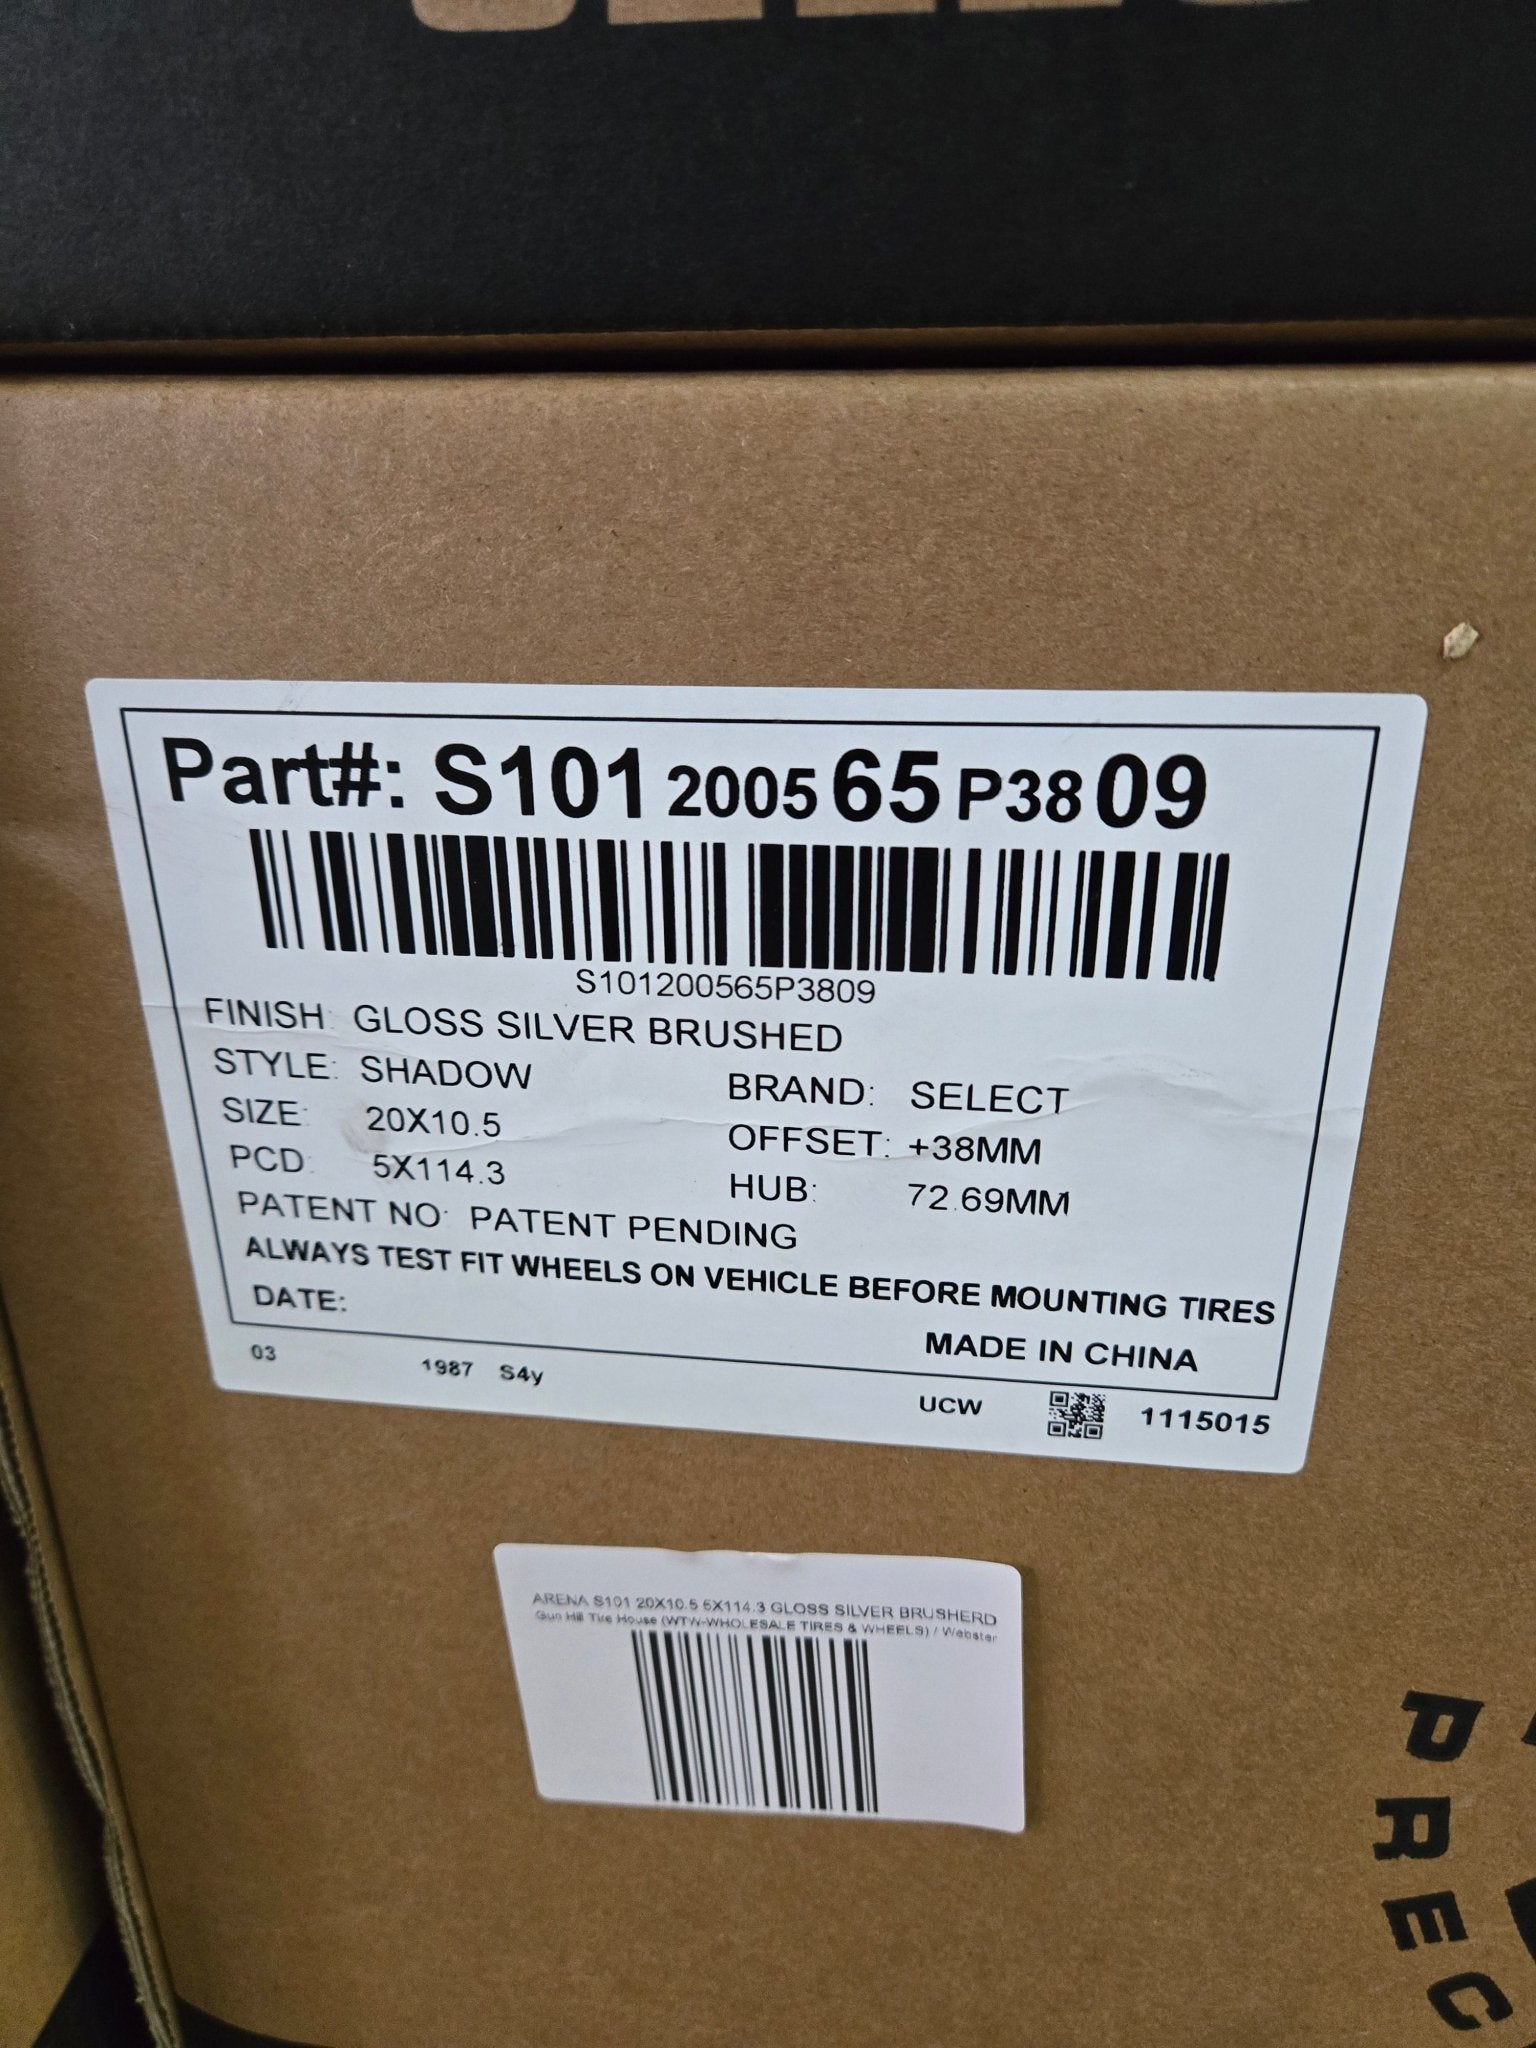 Part#: S101 2005 65 P38 09
S101200565P3809
FINISH: GLOSS SILVER BRUSHED
STYLE: SHADOW BRAND: SELECT
SIZE: 20X10.5 OFFSET: +38MM
PCD: 5X114.3 HUB: 72.69MM
PATENT NO: PATENT PENDING
ALWAYS TEST FIT WHEELS ON VEHICLE BEFORE MOUNTING TIRES
DATE:
MADE IN CHINA
03 1987 S4y UCW 1115015
ARENA S101 20X10.5 5X114.3 GLOSS SILVER BRUSHERD
Gun Hill Tire House (WTW-WHOLESALE TIRES & WHEELS) / Webster
PREC